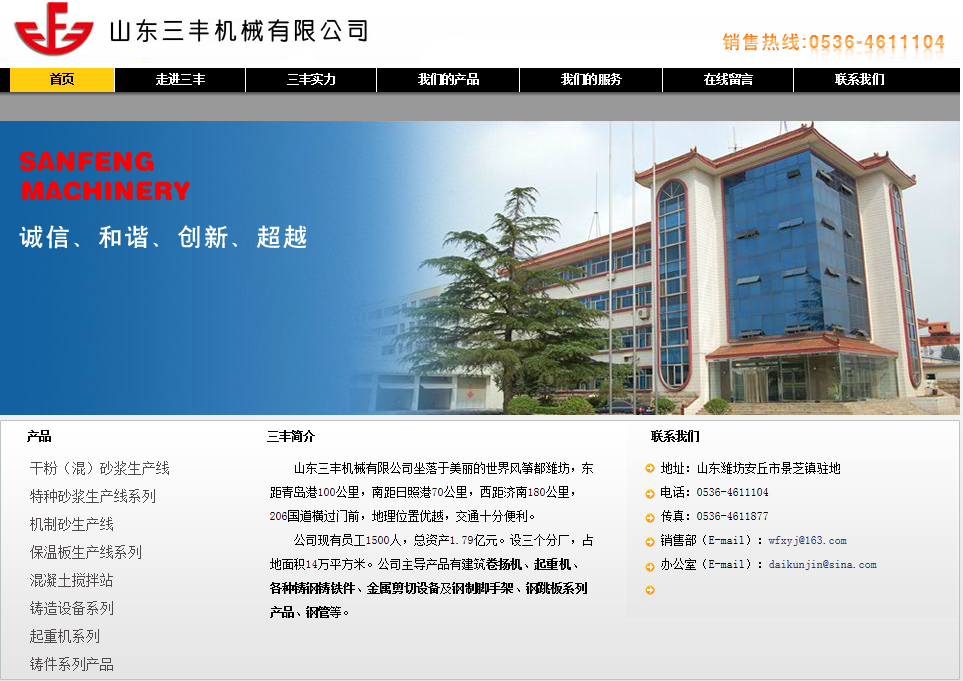 山东三丰机械有限公司
销售热线:0536-4611104
首页 走进三丰 三丰实力 我们的产品 我们的服务 在线留言 联系我们
SANFENG
MACHINERY
诚信、和谐、创新、超越
产品
干粉（混）砂浆生产线
特种砂浆生产线系列
机制砂生产线
保温板生产线系列
混凝土搅拌站
铸造设备系列
起重机系列
铸件系列产品
三丰简介
山东三丰机械有限公司坐落于美丽的世界风筝都潍坊，东
距青岛港100公里，南距日照港70公里，西距济南180公里，
206国道横过门前，地理位置优越，交通十分便利。
公司现有员工1500人，总资产1.79亿元。设三个分厂，占
地面积14万平方米。公司主导产品有建筑卷扬机、起重机、
各种铸钢铸铁件、金属剪切设备及钢制脚手架、钢跳板系列
产品、钢管等。
联系我们
地址：山东潍坊安丘市景芝镇驻地
电话：0536-4611104
传真：0536-4611877
销售部（E-mail）：wfxyj@163.com
办公室（E-mail）：daikunjin@sina.com